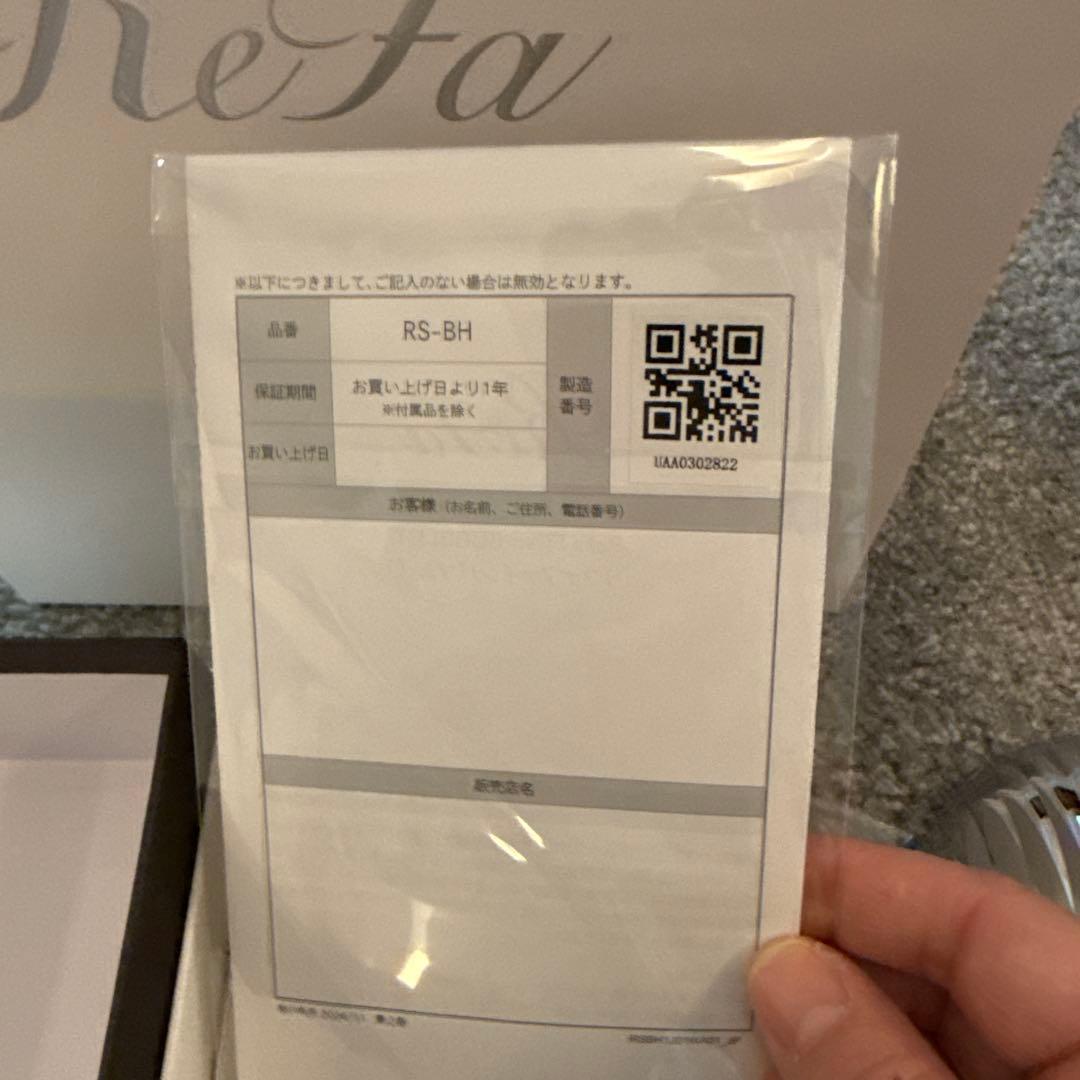 ReFa
※以下につきまして、ご記入のない場合は無効となります。
品番
RS-BH
保証期間
お買い上げ日より1年
※付属品を除く
お買い上げ日
製造
番号
UAA0302822
お客様（お名前、ご住所、電話番号）
販売店名